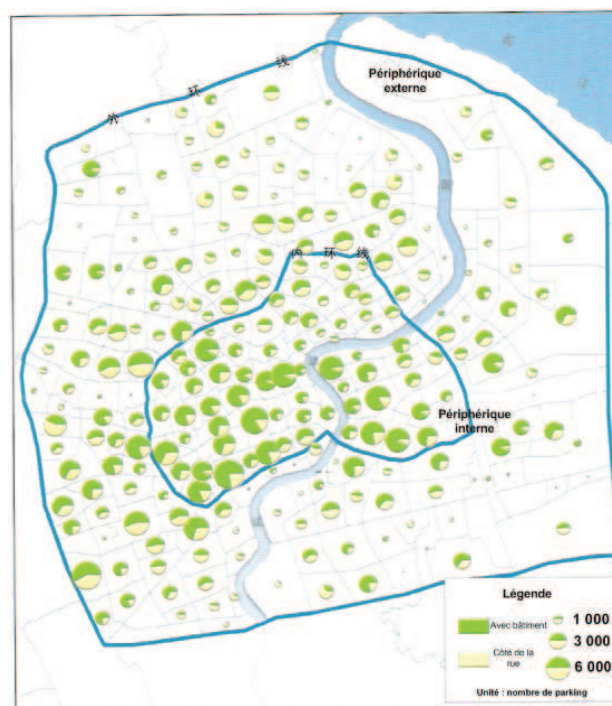 Périphérique
externe
外 环 线
内 环 线
Périphérique
interne
Légende
Avec bâtiment
Côté de la
rue
1 000
3 000
6 000
Unité : nombre de parking